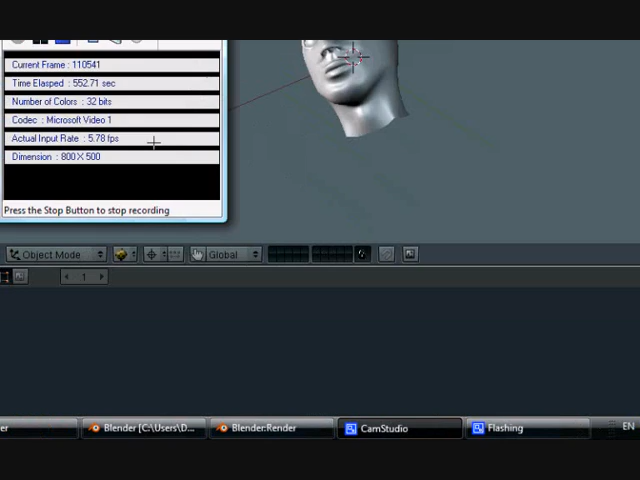 Current Frame : 110541
Time Elasped : 552.71 sec
Number of Colors : 32 bits
Codec : Microsoft Video 1
Actual Input Rate : 5.78 fps
Dimension : 800 X 500
Press the Stop Button to stop recording
Object Mode
Global
1
er
Blender [C:\Users\D...
Blender:Render
CamStudio
Flashing
EN